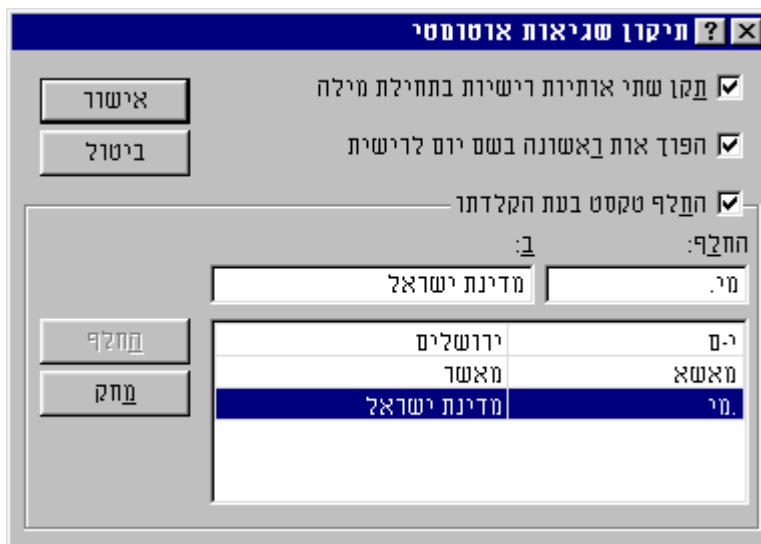 תיקון שגיאות אוטומטי
תקן שתי אותיות רישיות בתחילת מילה
אישור
הפוך אות ראשונה בשם יום לרישית
ביטול
החלף טקסט בעת הקלדתו
החלף: ב:
מי. מדינת ישראל
י-ם ירושלים
החלף
מאשא מאשר
מחק
.מי מדינת ישראל